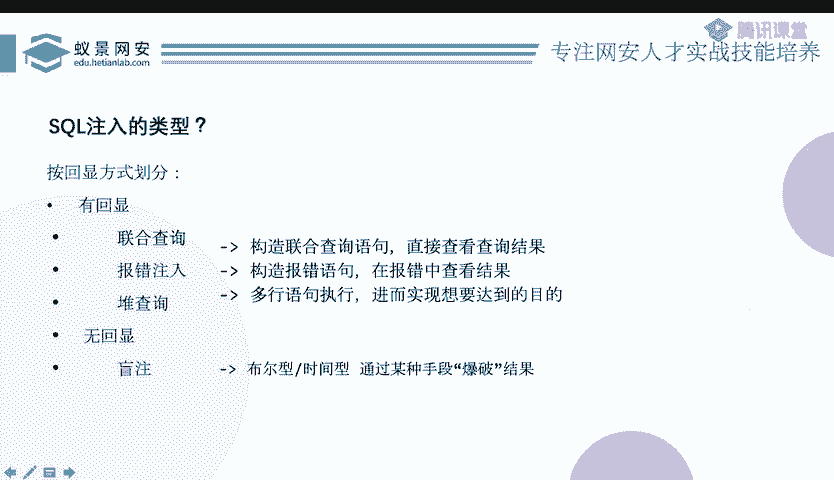 蚁景网安
edu.hetianlab.com
腾讯课堂
专注网安人才实战技能培养
SQL注入的类型？
按回显方式划分：
• 有回显
• 联合查询 -> 构造联合查询语句，直接查看查询结果
• 报错注入 -> 构造报错语句，在报错中查看结果
• 堆查询 -> 多行语句执行，进而实现想要达到的目的
• 无回显
• 盲注 -> 布尔型/时间型 通过某种手段“爆破”结果